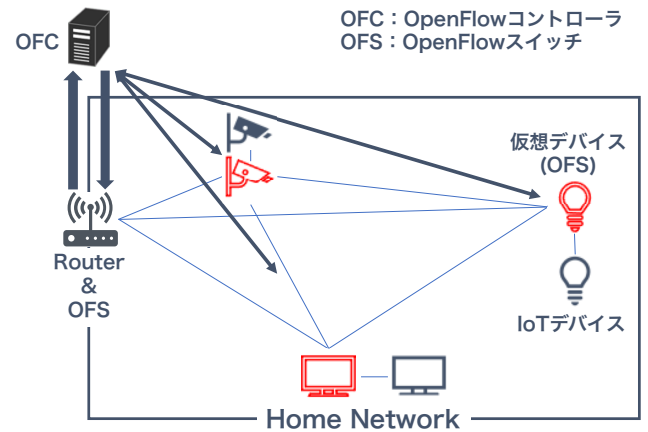 OFC：OpenFlowコントローラ
OFS：OpenFlowスイッチ
OFC
仮想デバイス
(OFS)
Router
&
OFS
IoTデバイス
Home Network